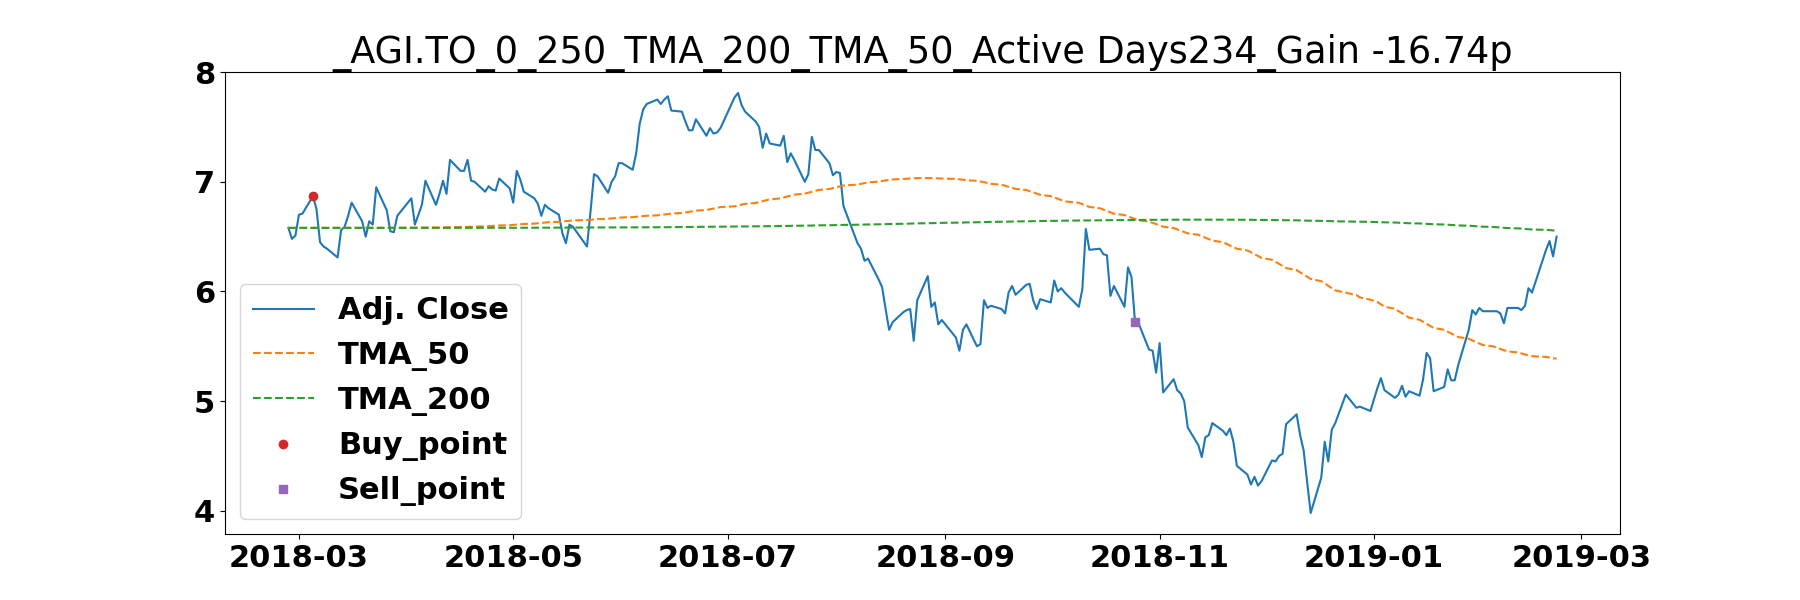 _AGI.TO_0_250_TMA_200_TMA_50_Active Days234_Gain -16.74p
8
7
6
5
4
Adj. Close
TMA_50
TMA_200
Buy_point
Sell_point
2018-03 2018-05 2018-07 2018-09 2018-11 2019-01 2019-03